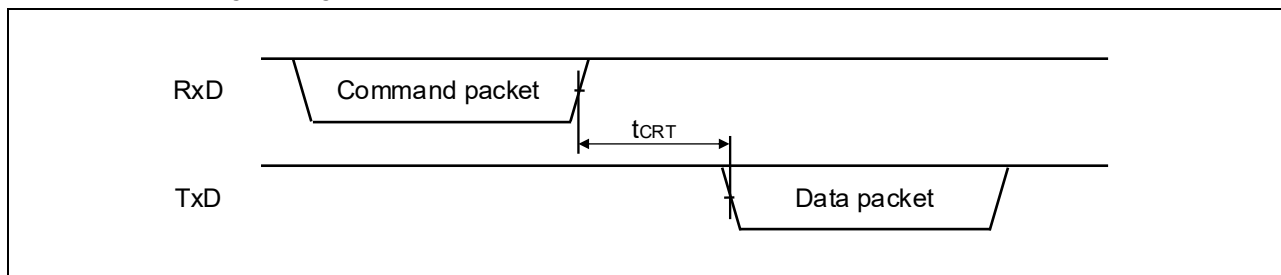 RxD
Command packet
tCRT
TxD
Data packet